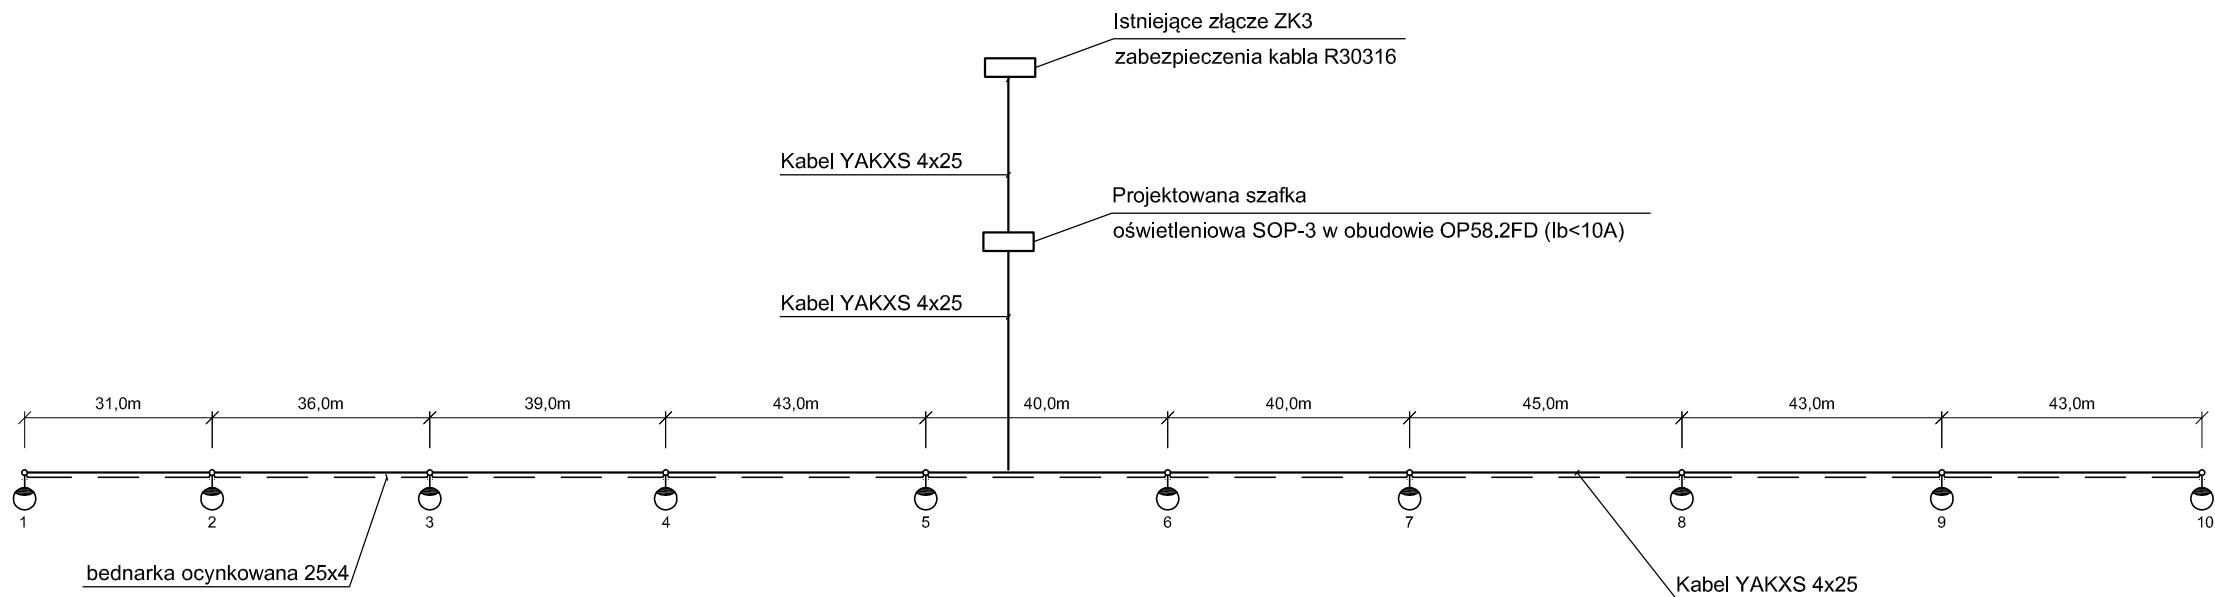 Istniejące złącze ZK3
zabezpieczenia kabla R30316
Kabel YAKXS 4x25
Projektowana szafka
oświetleniowa SOP-3 w obudowie OP58.2FD (Ib<10A)
Kabel YAKXS 4x25
31,0m 36,0m 39,0m 43,0m 40,0m 40,0m 45,0m 43,0m 43,0m
1 2 3 4 5 6 7 8 9 10
bednarka ocynkowana 25x4
Kabel YAKXS 4x25